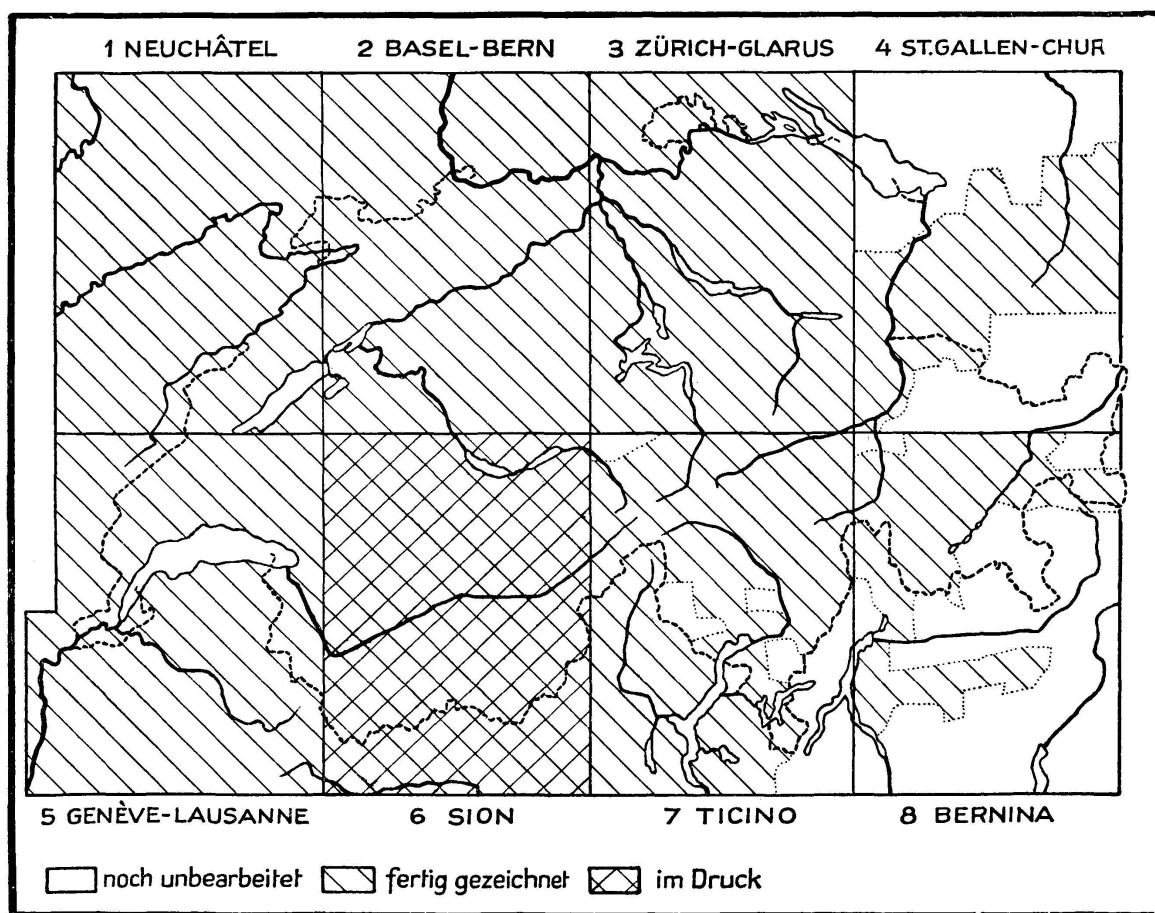 1 NEUCHÂTEL 2 BASEL-BERN 3 ZÜRICH-GLARUS 4 ST.GALLEN-CHUR
5 GENÈVE-LAUSANNE 6 SION 7 TICINO 8 BERNINA
noch unbearbeitet fertig gezeichnet im Druck